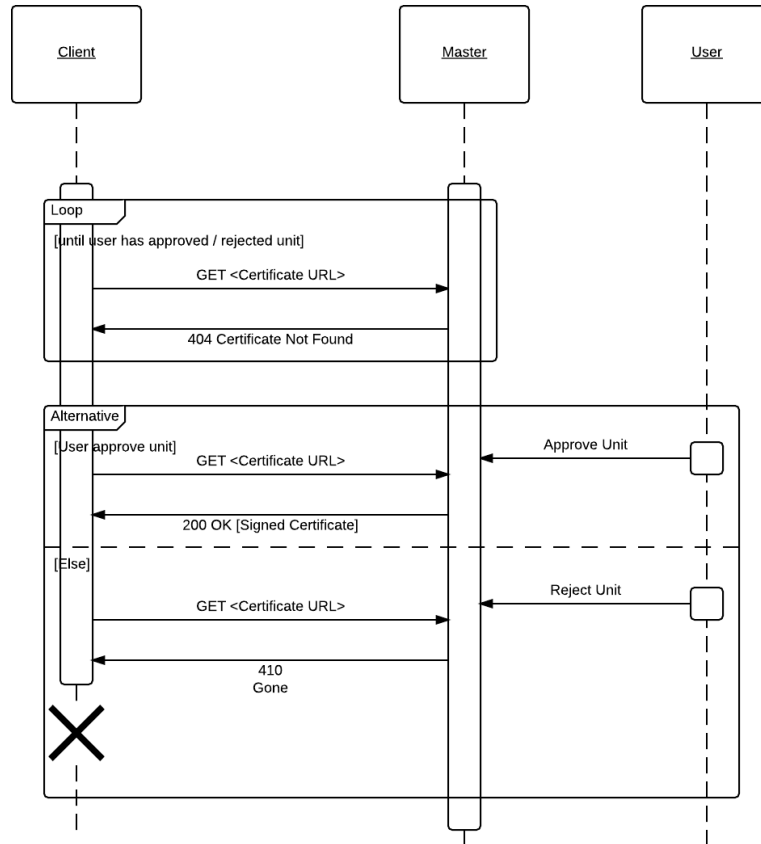 Client
Master
User
Loop
[until user has approved / rejected unit]
GET <Certificate URL>
404 Certificate Not Found
Alternative
[User approve unit]
Approve Unit
GET <Certificate URL>
200 OK [Signed Certificate]
[Else]
Reject Unit
GET <Certificate URL>
410
Gone